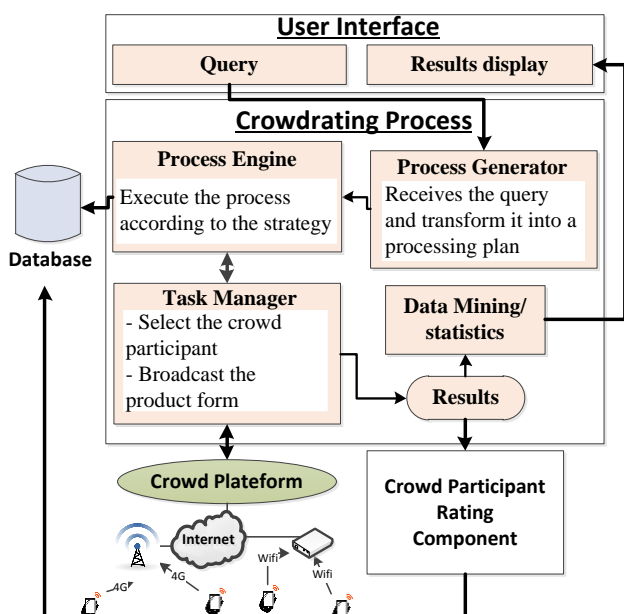 User Interface
Query
Results display
Crowdrating Process
Process Engine
Execute the process
according to the strategy
Process Generator
Receives the query
and transform it into a
processing plan
Database
Task Manager
- Select the crowd
participant
- Broadcast the
product form
Data Mining/
statistics
Results
Crowd Plateform
Crowd Participant
Rating
Component
Internet
Wifi
Wifi
4G
4G